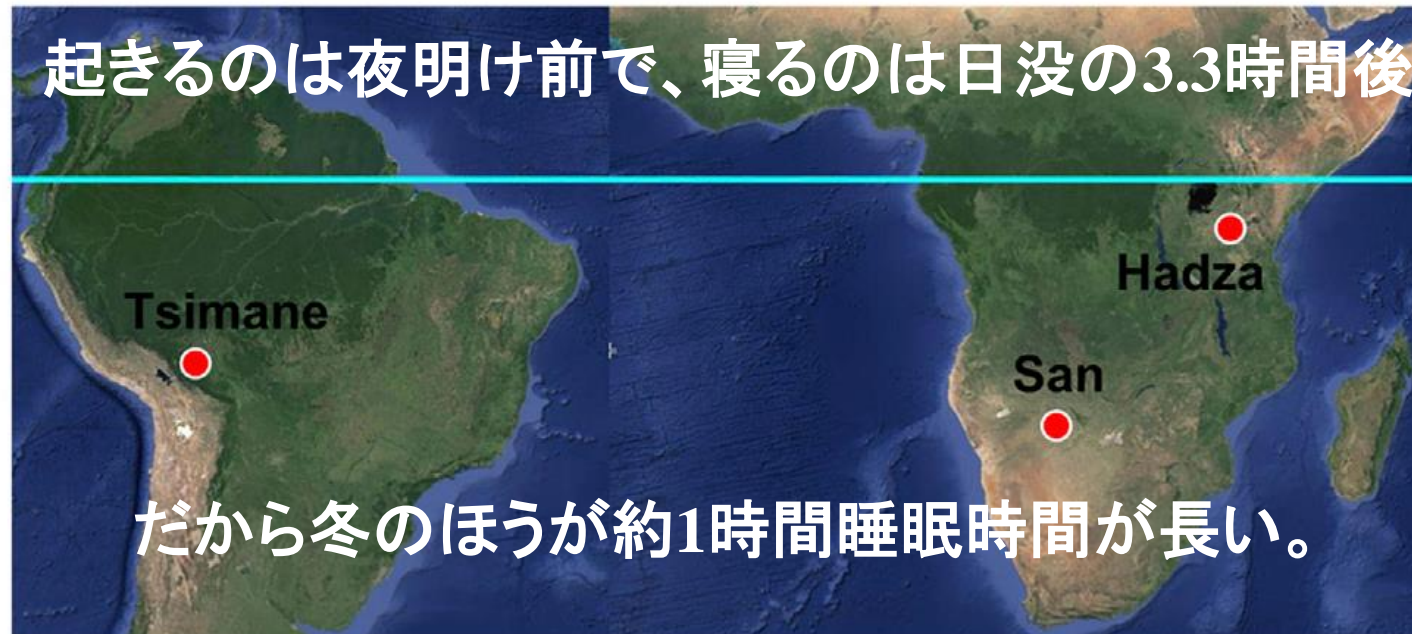 起きるのは夜明け前で、寝るのは日没の3.3時間後
Tsimane
Hadza
San
だから冬のほうが約1時間睡眠時間が長い。